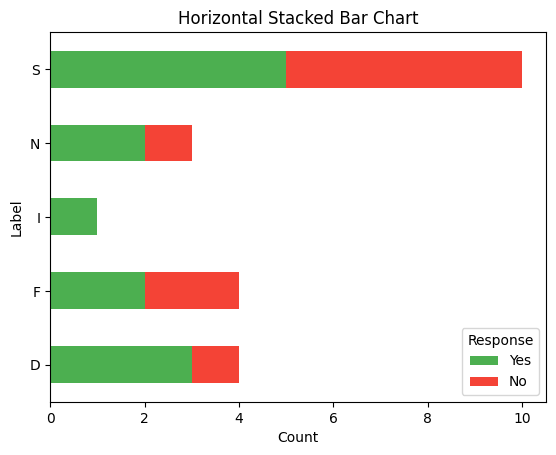 Horizontal Stacked Bar Chart
Label
S
N
I
F
D
Response
Yes
No
0 2 4 6 8 10
Count